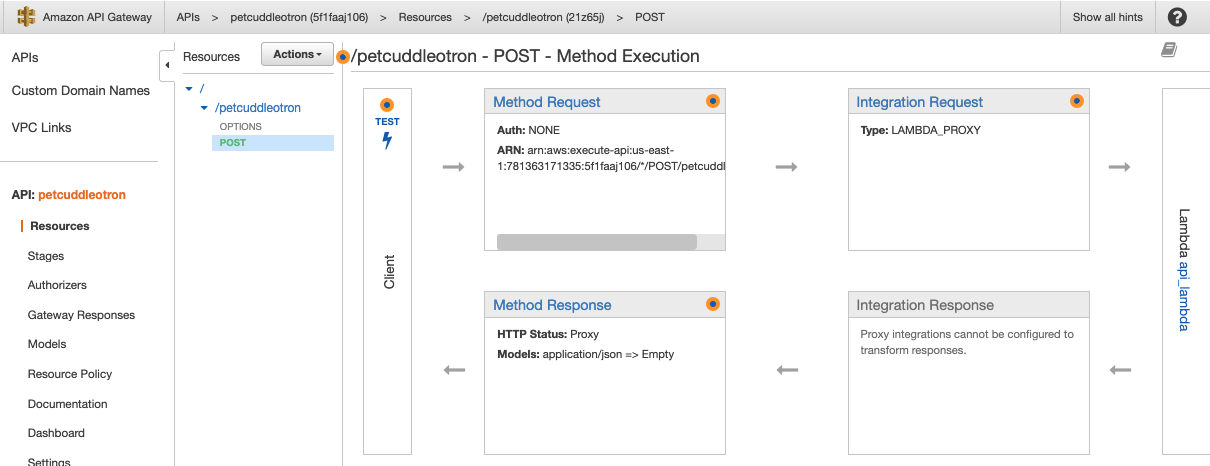 Amazon API Gateway APIs > petcuddleotron (5f1faaj106) > Resources > /petcuddleotron (21z65j) > POST Show all hints ?
APIs
Custom Domain Names
VPC Links
API: petcuddleotron
Resources
Stages
Authorizers
Gateway Responses
Models
Resource Policy
Documentation
Dashboard
Settings
Resources Actions
/
/petcuddleotron
OPTIONS
POST
/petcuddleotron - POST - Method Execution
TEST
Client
Method Request
Auth: NONE
ARN: arn:aws:execute-api:us-east-
1:781363171335:5f1faaj106/*/POST/petcuddl
Integration Request
Type: LAMBDA_PROXY
Lambda api_lambda
Method Response
HTTP Status: Proxy
Models: application/json => Empty
Integration Response
Proxy integrations cannot be configured to
transform responses.